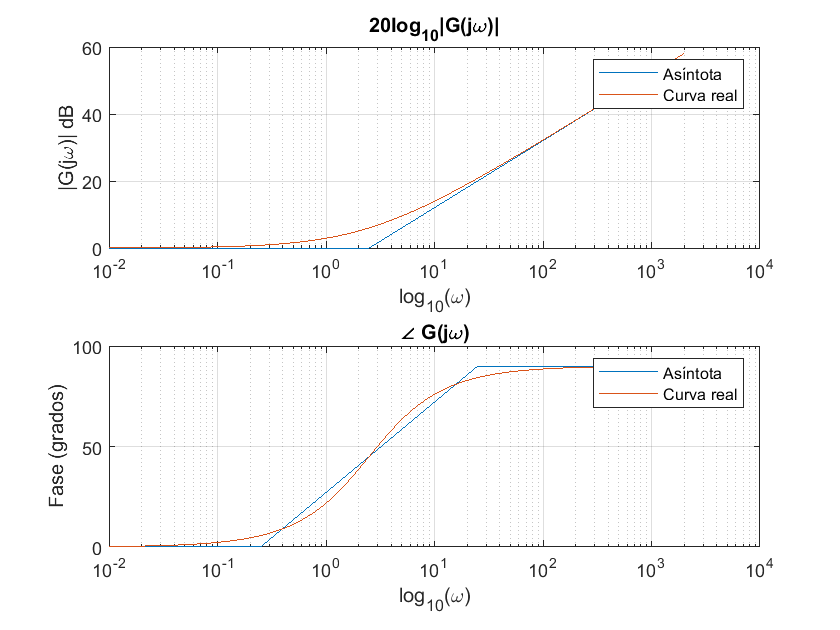 20log10|G(jω)|
60
40
20
0
|G(jω)| dB
Asíntota
Curva real
10-2 10-1 100 101 102 103 104
log10(ω)
∠ G(jω)
100
50
0
Fase (grados)
Asíntota
Curva real
10-2 10-1 100 101 102 103 104
log10(ω)